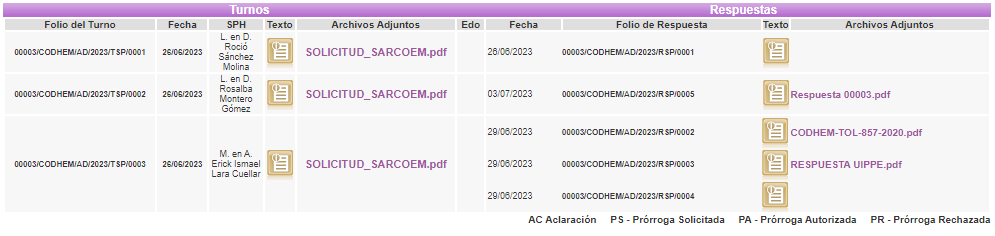 Turnos Respuestas
Folio del Turno Fecha SPH Texto Archivos Adjuntos Edo Fecha Folio de Respuesta Texto Archivos Adjuntos
00003/CODHEM/AD/2023/TSP/0001 26/06/2023 L. en D. Roció Sánchez Molina SOLICITUD_SARCOEM.pdf 26/06/2023 00003/CODHEM/AD/2023/RSP/0001
00003/CODHEM/AD/2023/TSP/0002 26/06/2023 L. en D. Rosalba Montero Gómez SOLICITUD_SARCOEM.pdf 03/07/2023 00003/CODHEM/AD/2023/RSP/0005 Respuesta 00003.pdf
00003/CODHEM/AD/2023/TSP/0003 26/06/2023 M. en A. Erick Ismael Lara Cuellar SOLICITUD_SARCOEM.pdf
29/06/2023 00003/CODHEM/AD/2023/RSP/0002 CODHEM-TOL-857-2020.pdf
29/06/2023 00003/CODHEM/AD/2023/RSP/0003 RESPUESTA UIPPE.pdf
29/06/2023 00003/CODHEM/AD/2023/RSP/0004
AC Aclaración PS - Prórroga Solicitada PA - Prórroga Autorizada PR - Prórroga Rechazada